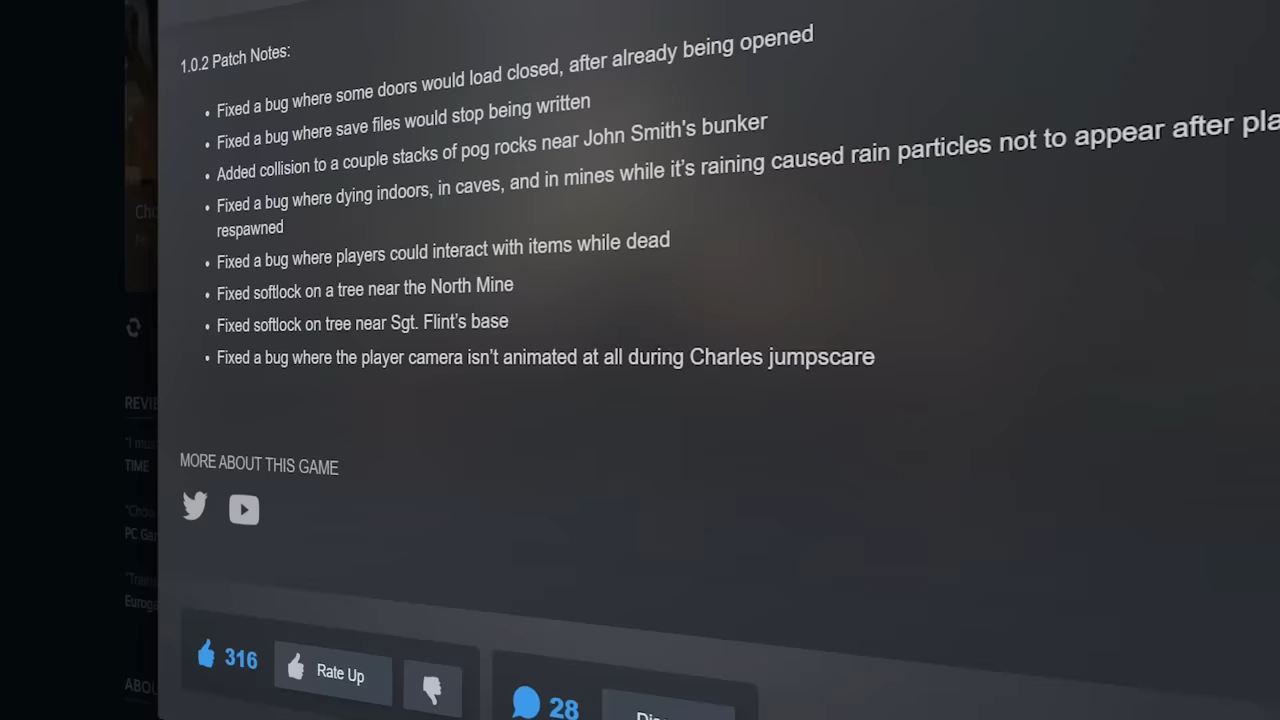 1.0.2 Patch Notes:
• Fixed a bug where some doors would load closed, after already being opened
• Fixed a bug where save files would stop being written
• Added collision to a couple stacks of pog rocks near John Smith's bunker
• Fixed a bug where dying indoors, in caves, and in mines while it's raining caused rain particles not to appear after
respawned
• Fixed a bug where players could interact with items while dead
• Fixed softlock on a tree near the North Mine
• Fixed softlock on tree near Sgt. Flint's base
• Fixed a bug where the player camera isn't animated at all during Charles jumpscare
TIME
MORE ABOUT THIS GAME
316
Rate Up
28